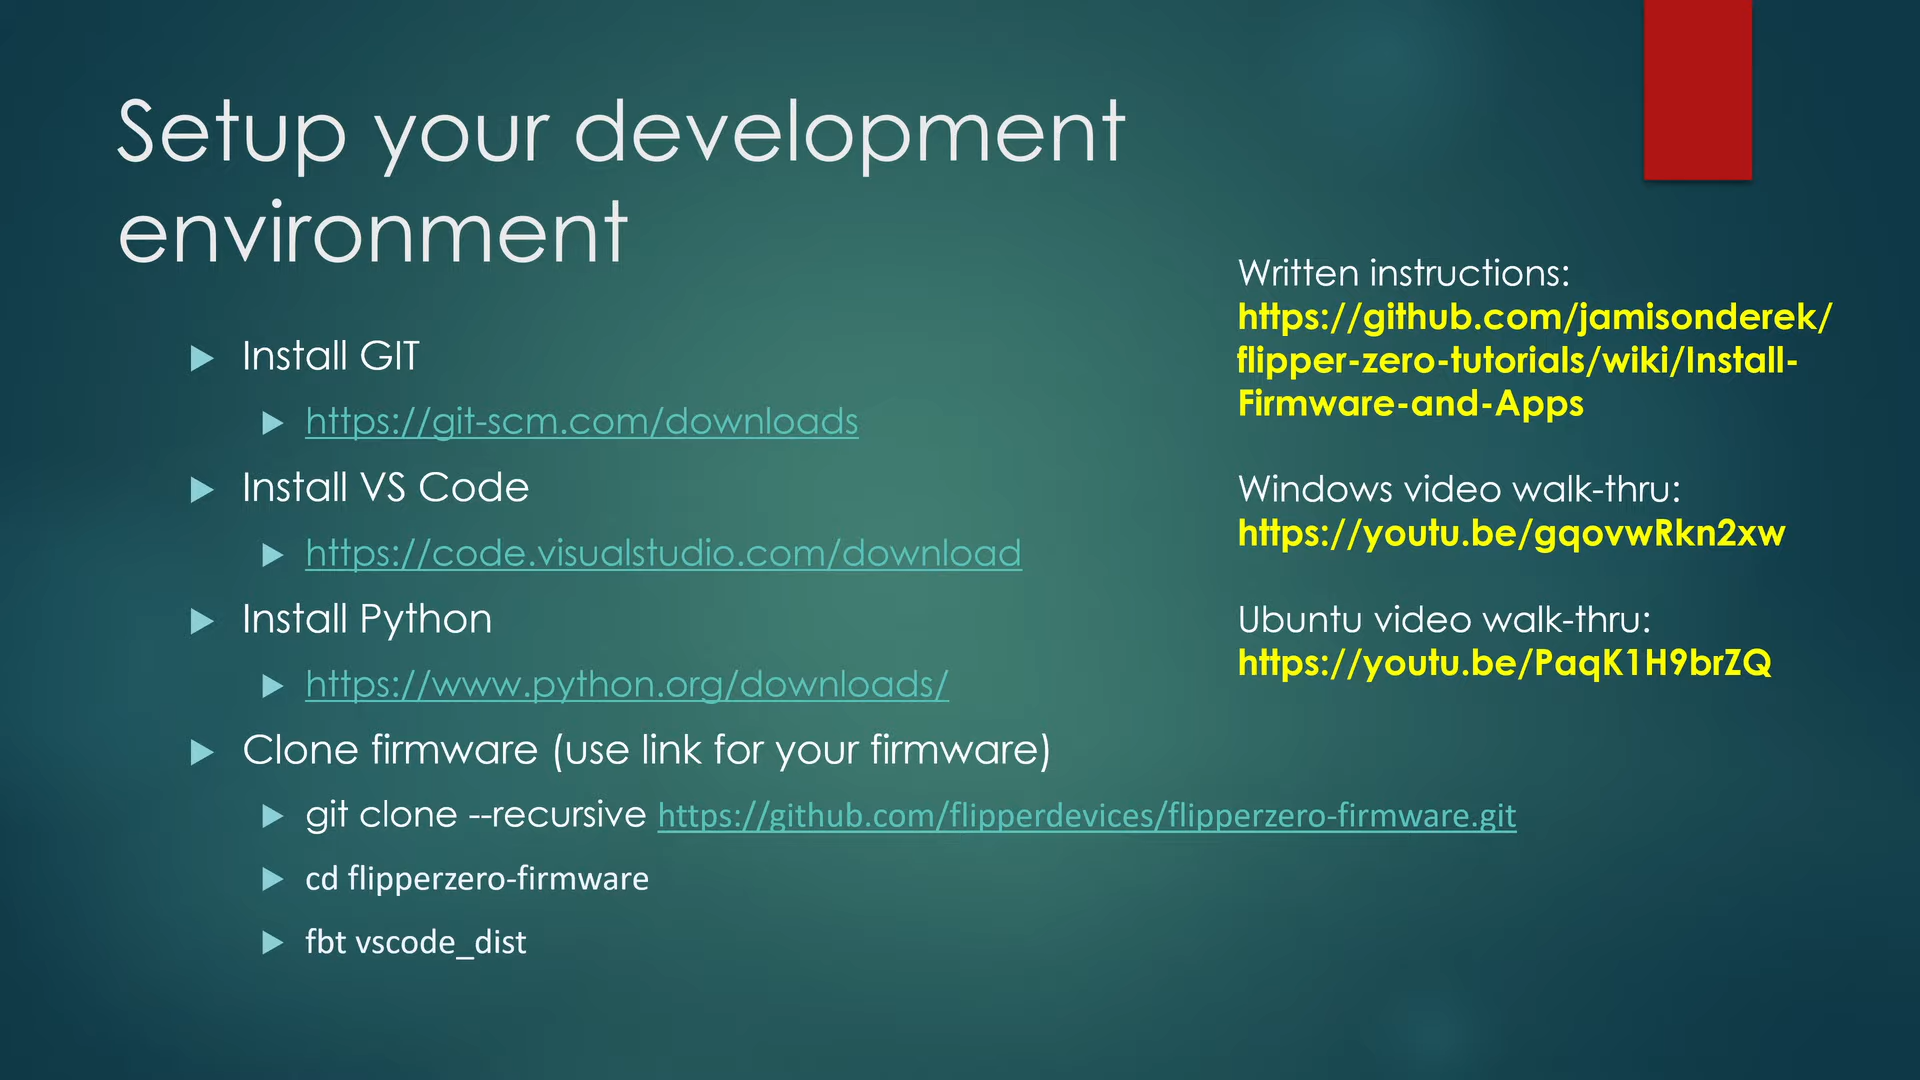 Setup your development
environment
Install GIT
https://git-scm.com/downloads
Install VS Code
https://code.visualstudio.com/download
Install Python
https://www.python.org/downloads/
Clone firmware (use link for your firmware)
git clone --recursive https://github.com/flipperdevices/flipperzero-firmware.git
cd flipperzero-firmware
fbt vscode_dist
Written instructions:
https://github.com/jamisonderek/
flipper-zero-tutorials/wiki/Install-
Firmware-and-Apps
Windows video walk-thru:
https://youtu.be/gqovwRkn2xw
Ubuntu video walk-thru:
https://youtu.be/PaqK1H9brZQ